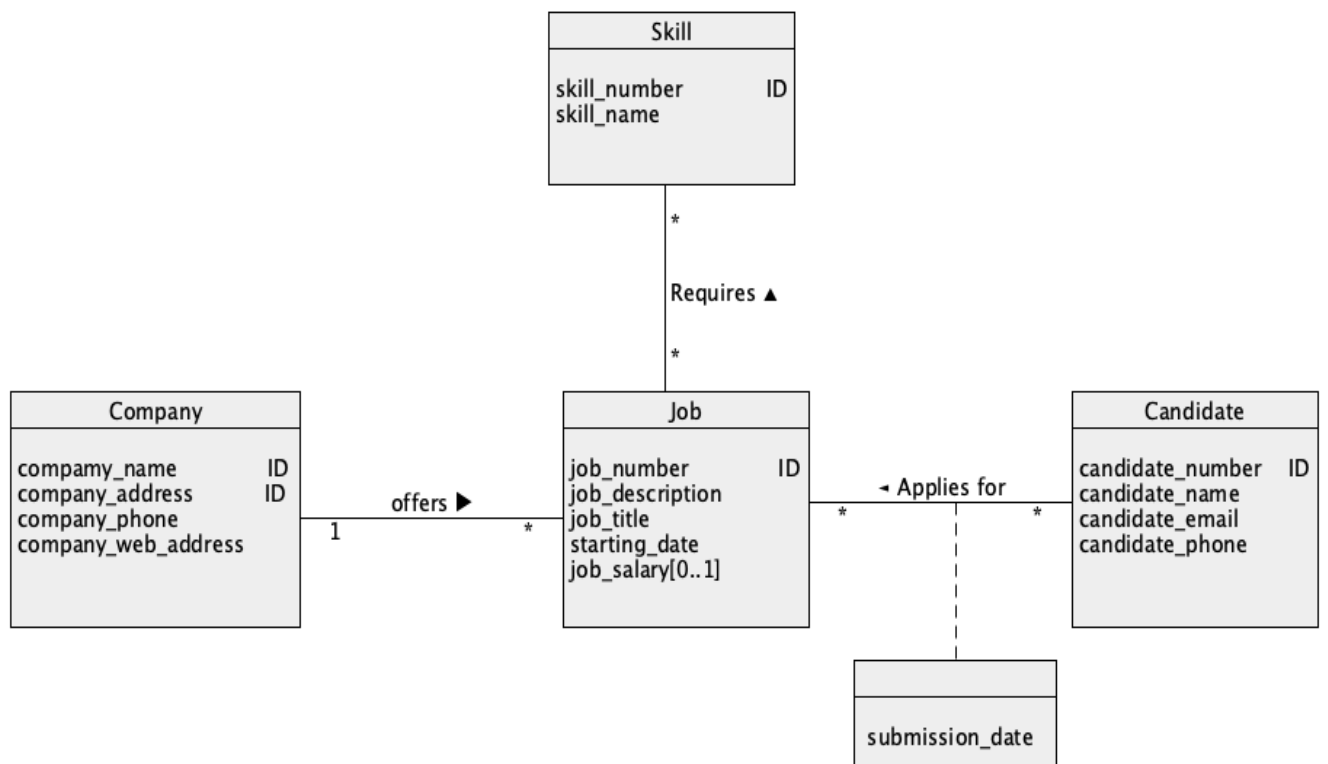 Skill
skill_number ID
skill_name
*
Requires ▲
*
Company
compamy_name ID
company_address ID
company_phone
company_web_address
offers ▶
1 *
Job
job_number ID
job_description
job_title
starting_date
job_salary[0..1]
◄ Applies for
* *
Candidate
candidate_number ID
candidate_name
candidate_email
candidate_phone
submission_date